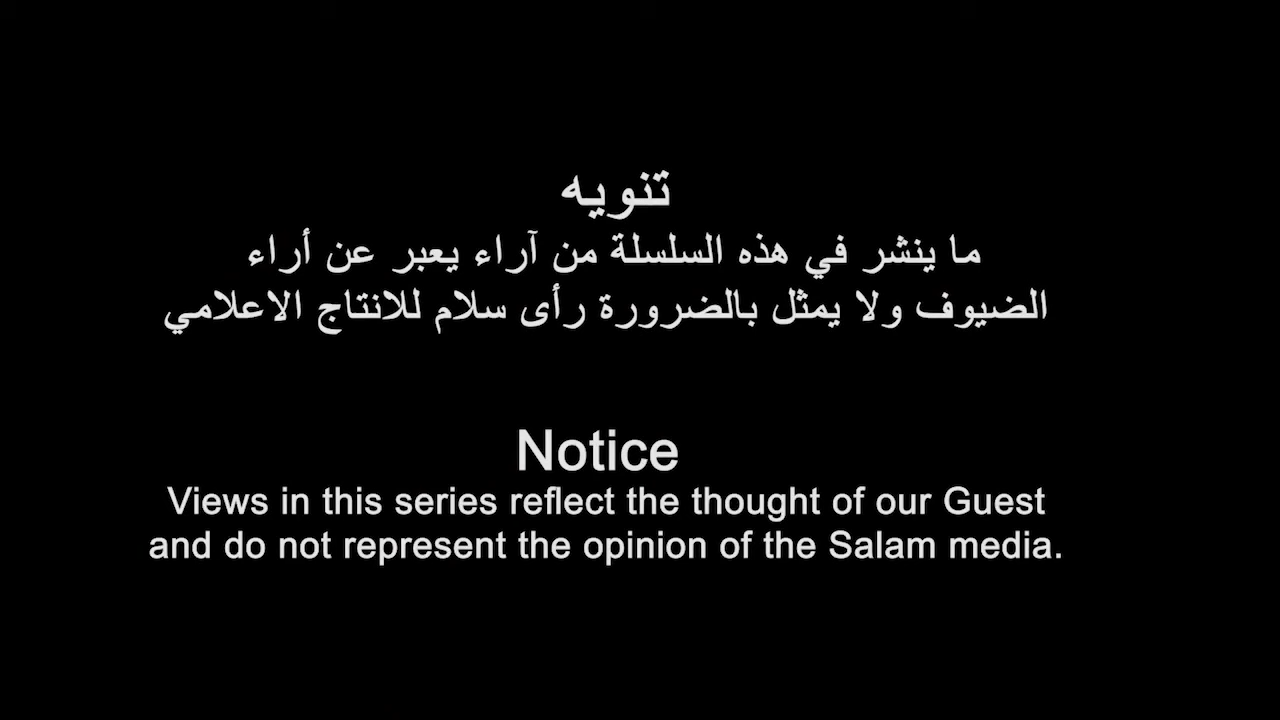 تنويه
ما ينشر في هذه السلسلة من آراء يعبر عن أراء
الضيوف ولا يمثل بالضرورة رأى سلام للانتاج الاعلامي
Notice
Views in this series reflect the thought of our Guest
and do not represent the opinion of the Salam media.